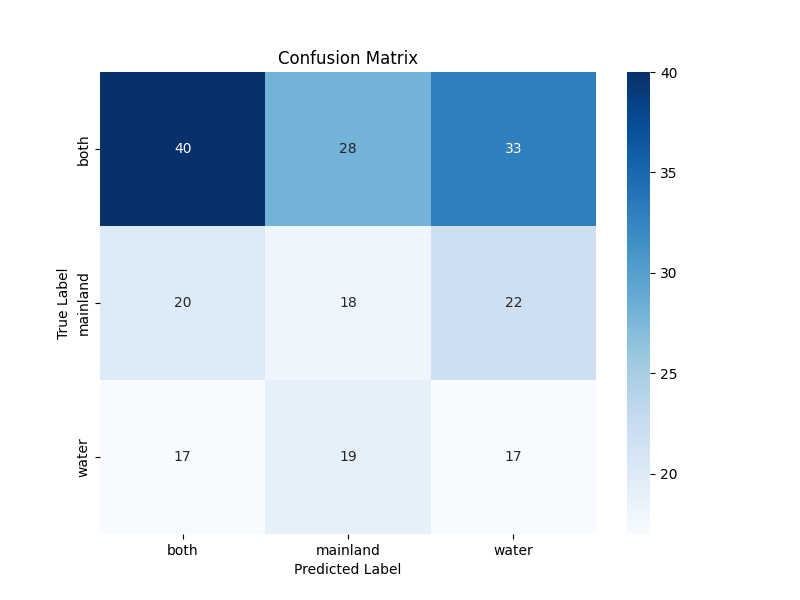 Confusion Matrix
40
both
40 28 33
35
30
True Label
mainland
20 18 22
25
water
17 19 17
20
both mainland water
Predicted Label